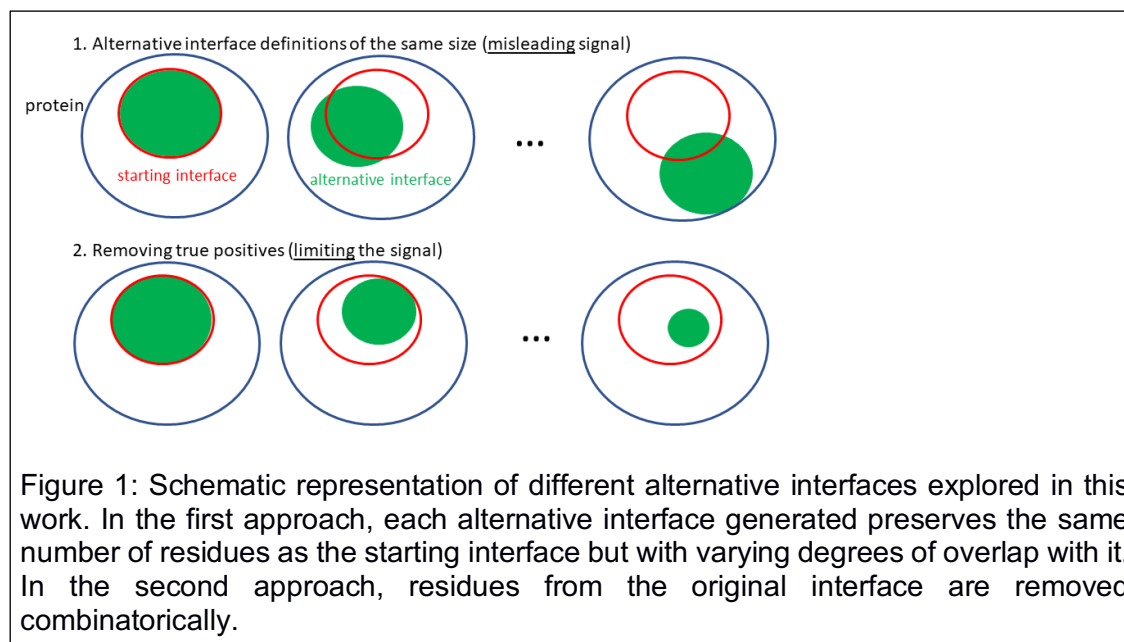 1. Alternative interface definitions of the same size (misleading signal)
protein
starting interface
alternative interface
...
2. Removing true positives (limiting the signal)
...
Figure 1: Schematic representation of different alternative interfaces explored in this
work. In the first approach, each alternative interface generated preserves the same
number of residues as the starting interface but with varying degrees of overlap with it.
In the second approach, residues from the original interface are removed
combinatorically.